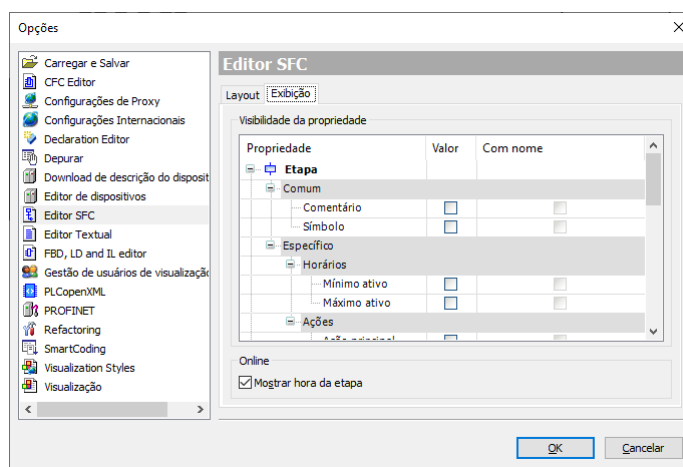 Opções
Carregar e Salvar
CFC Editor
Configurações de Proxy
Configurações Internacionais
Declaration Editor
Depurar
Download de descrição do disposit
Editor de dispositivos
Editor SFC
Editor Textual
FBD, LD and IL editor
Gestão de usuários de visualizaçã
PLCopenXML
PROFINET
Refactoring
SmartCoding
Visualization Styles
Visualização
Editor SFC
Layout Exibição
Visibilidade da propriedade
Propriedade Valor Com nome
Etapa
Comum
Comentário
Símbolo
Específico
Horários
Mínimo ativo
Máximo ativo
Ações
Ação principal
Online
Mostrar hora da etapa
OK Cancelar